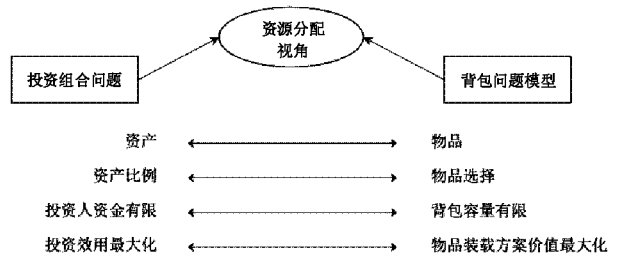 资源分配
视角
投资组合问题
背包问题模型
资产 物品
资产比例 物品选择
投资人资金有限 背包容量有限
投资效用最大化 物品装载方案价值最大化